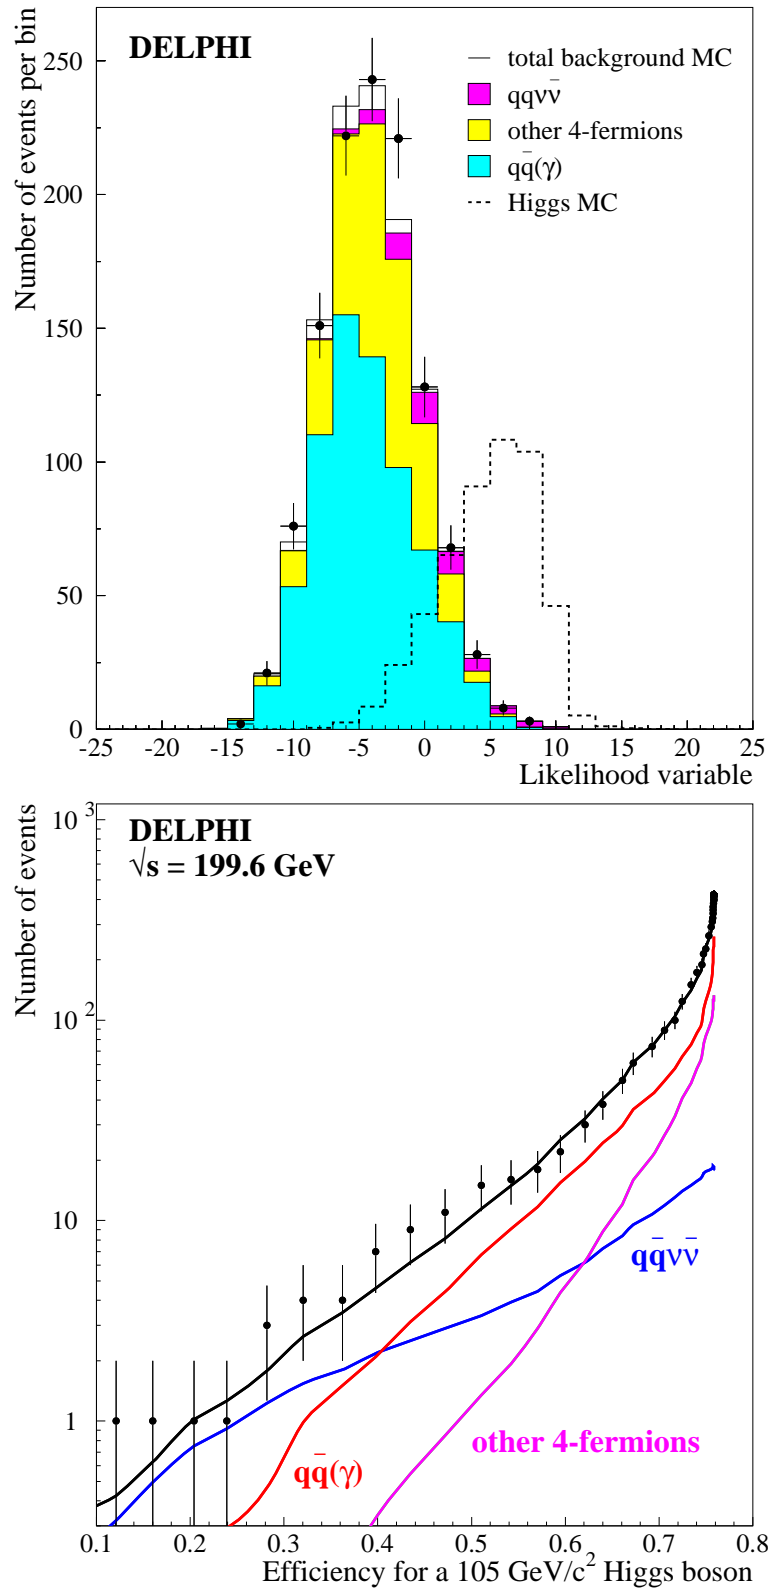 DELPHI
total background MC
qqνν̄
other 4-fermions
qq̄(γ)
Higgs MC
Number of events per bin
250
200
150
100
50
0
-25 -20 -15 -10 -5 0 5 10 15 20 25
Likelihood variable
DELPHI
√s = 199.6 GeV
Number of events
10³
10²
10
1
qq̄νν̄
other 4-fermions
qq̄(γ)
0.1 0.2 0.3 0.4 0.5 0.6 0.7 0.8
Efficiency for a 105 GeV/c² Higgs boson